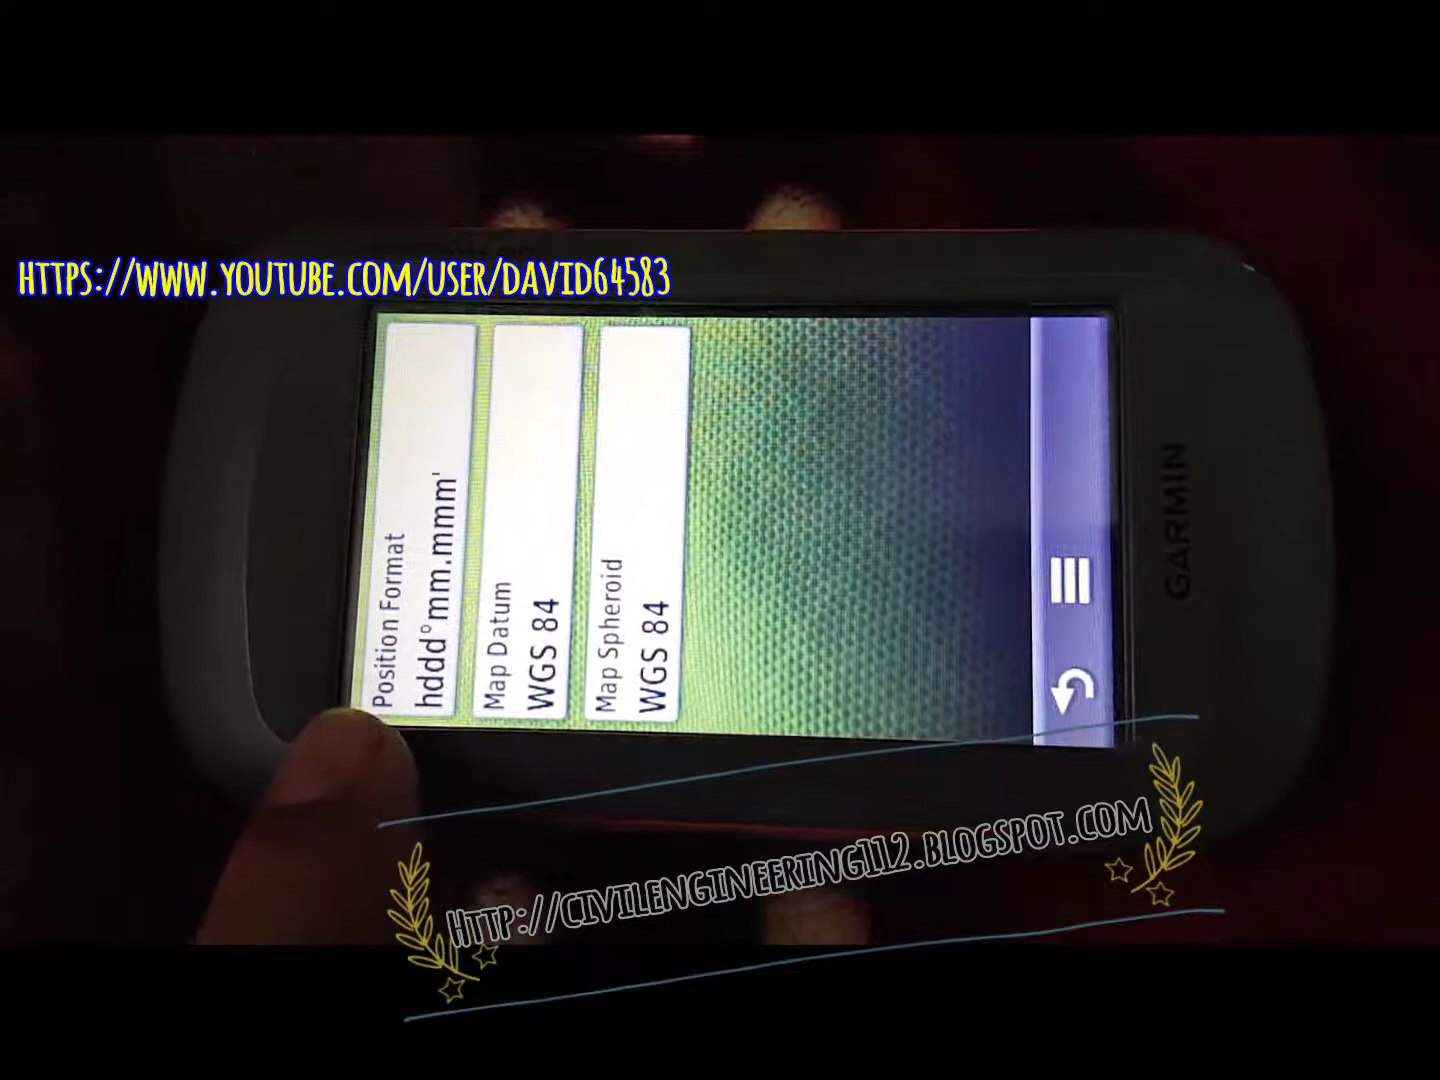 https://www.youtube.com/user/david64583
Position Format
hddd°mm.mmm'
Map Datum
WGS 84
Map Spheroid
WGS 84
GARMIN
Http://civilengineering112.blogspot.com